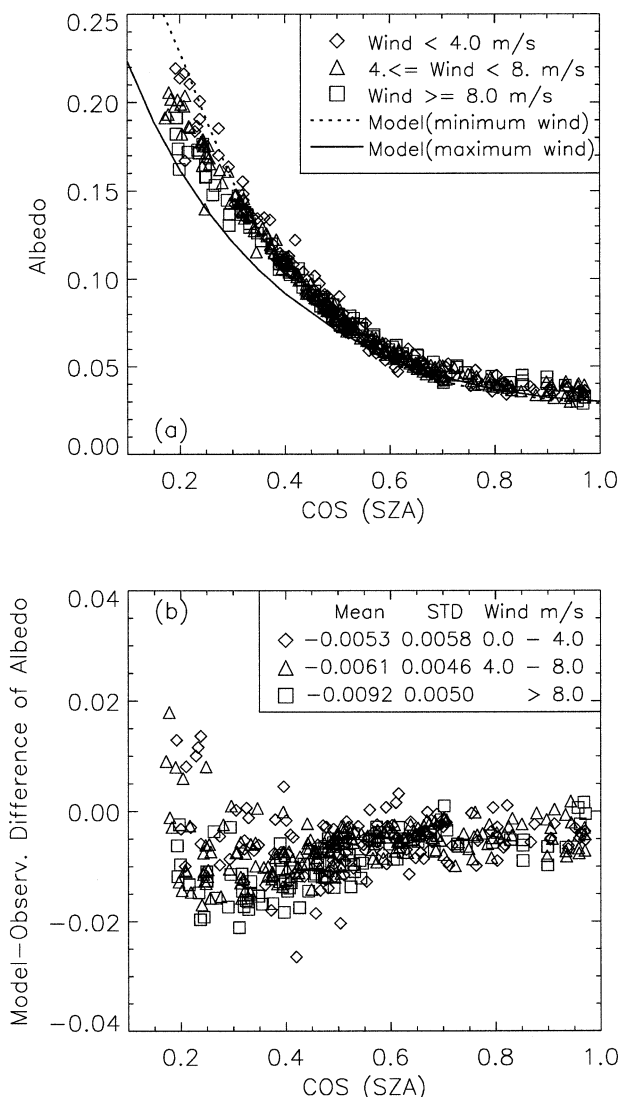 0.25
0.20
0.15
0.10
0.05
0.00
Albedo
◇ Wind < 4.0 m/s
△ 4.<= Wind < 8. m/s
□ Wind >= 8.0 m/s
Model(minimum wind)
Model(maximum wind)
(a)
0.2 0.4 0.6 0.8 1.0
COS (SZA)
0.04
0.02
0.00
−0.02
−0.04
Model−Observ. Difference of Albedo
(b)
Mean STD Wind m/s
◇ −0.0053 0.0058 0.0 − 4.0
△ −0.0061 0.0046 4.0 − 8.0
□ −0.0092 0.0050 > 8.0
0.2 0.4 0.6 0.8 1.0
COS (SZA)